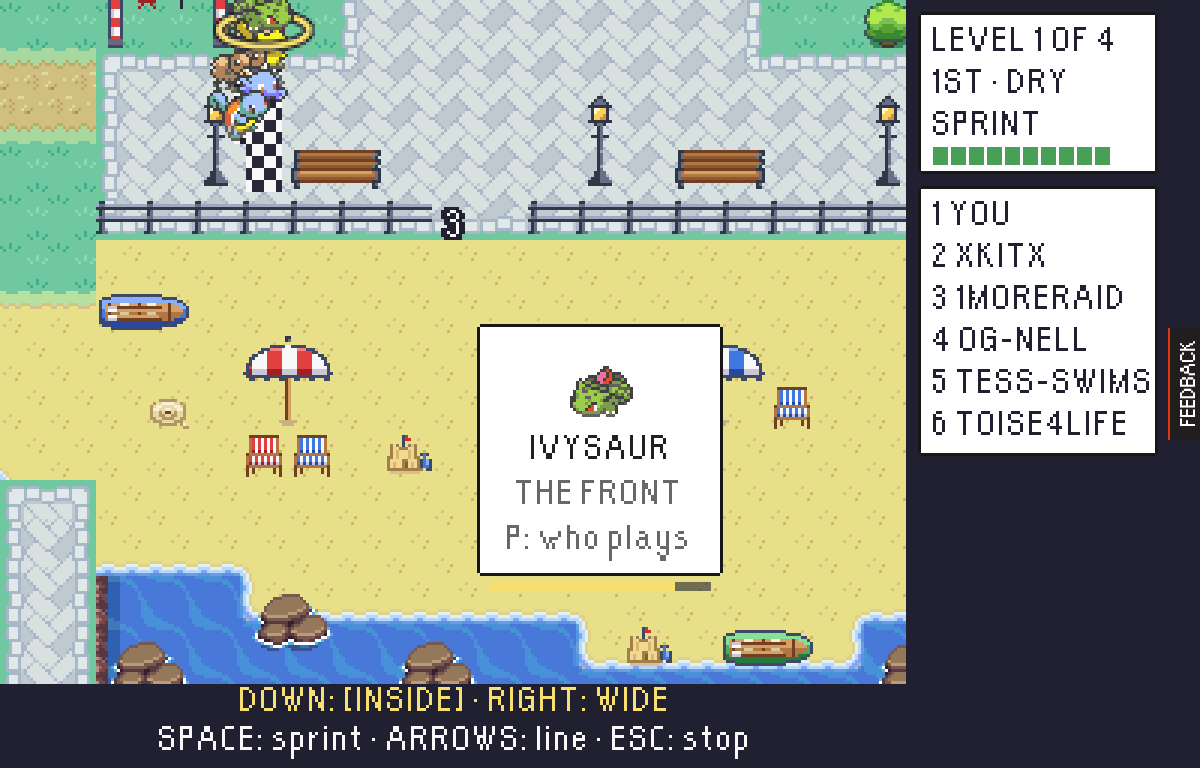 LEVEL 1 OF 4
1ST · DRY
SPRINT
3
1 YOU
2 XKITX
3 1MORERAID
4 OG-NELL
5 TESS-SWIMS
6 TOISE4LIFE
FEEDBACK
IVYSAUR
THE FRONT
P: who plays
DOWN: [INSIDE] · RIGHT: WIDE
SPACE: sprint · ARROWS: line · ESC: stop